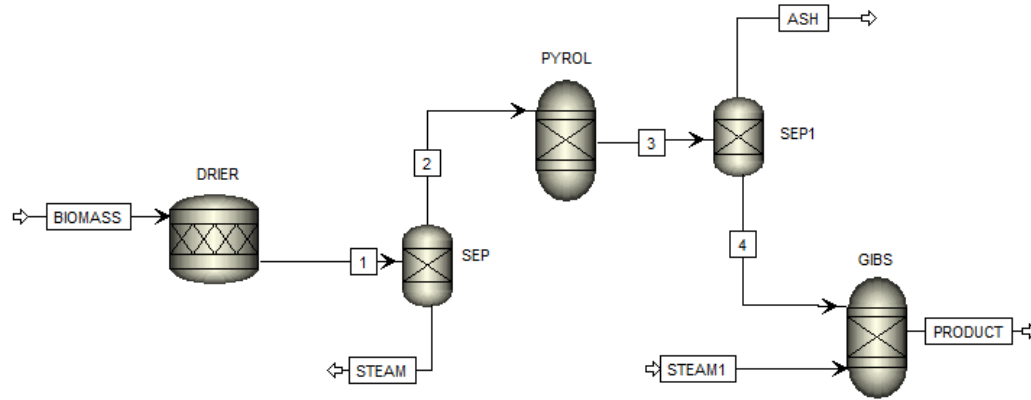 ASH
PYROL
SEP1
3
2
DRIER
BIOMASS
1
SEP
4
GIBS
STEAM
STEAM1
PRODUCT